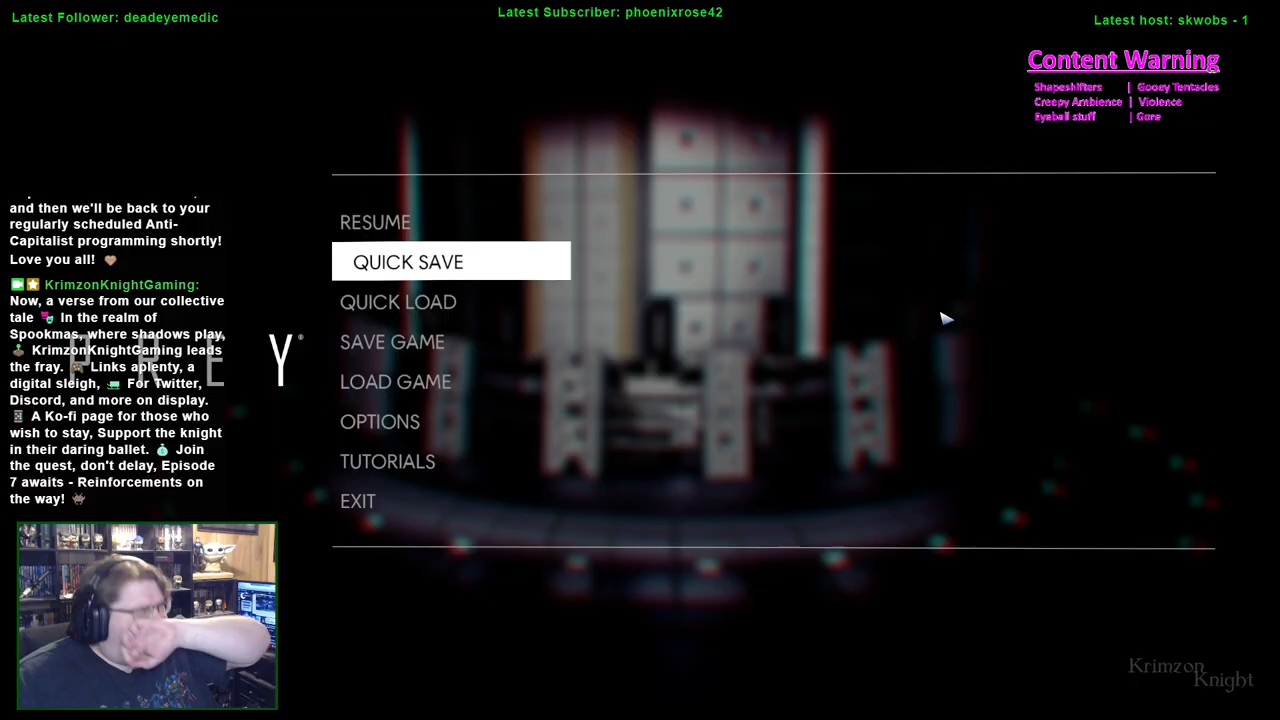 Latest Follower: deadeyemedic
Latest Subscriber: phoenixrose42
Latest host: skwobs - 1
Content Warning
Shapeshifters | Gooey Tentacles
Creepy Ambience | Violence
Eyeball stuff | Gore
and then we'll be back to your
regularly scheduled Anti-
Capitalist programming shortly!
Love you all! 🤎
KrimzonKnightGaming:
Now, a verse from our collective
tale 🎭 In the realm of
Spookmas, where shadows play,
🕹️ KrimzonKnightGaming leads
the fray. 🎮 Links aplenty, a
digital sleigh, 💻 For Twitter,
Discord, and more on display.
🎛️ A Ko-fi page for those who
wish to stay, Support the knight
in their daring ballet. 💰 Join
the quest, don't delay, Episode
7 awaits - Reinforcements on
the way! 👾
PREY®
RESUME
QUICK SAVE
QUICK LOAD
SAVE GAME
LOAD GAME
OPTIONS
TUTORIALS
EXIT
Krimzon
Knight